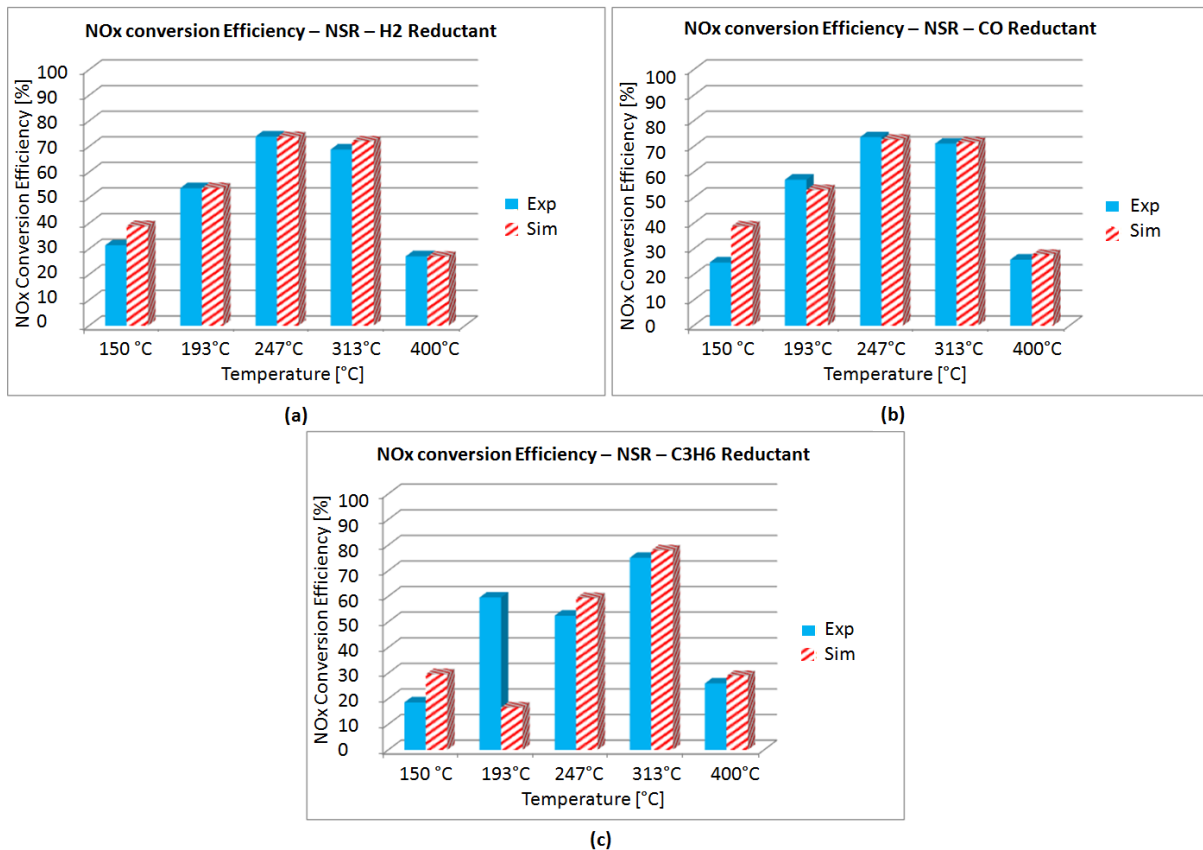 NOx conversion Efficiency – NSR – H2 Reductant
NOx Conversion Efficiency [%]
100
90
80
70
60
50
40
30
20
10
0
Exp
Sim
150 °C 193°C 247°C 313°C 400°C
Temperature [°C]
(a)
NOx conversion Efficiency – NSR – CO Reductant
NOx Conversion Efficiency [%]
100
90
80
70
60
50
40
30
20
10
0
Exp
Sim
150 °C 193°C 247°C 313°C 400°C
Temperature [°C]
(b)
NOx conversion Efficiency – NSR – C3H6 Reductant
NOx Conversion Efficiency [%]
100
90
80
70
60
50
40
30
20
10
0
Exp
Sim
150 °C 193°C 247°C 313°C 400°C
Temperature [°C]
(c)